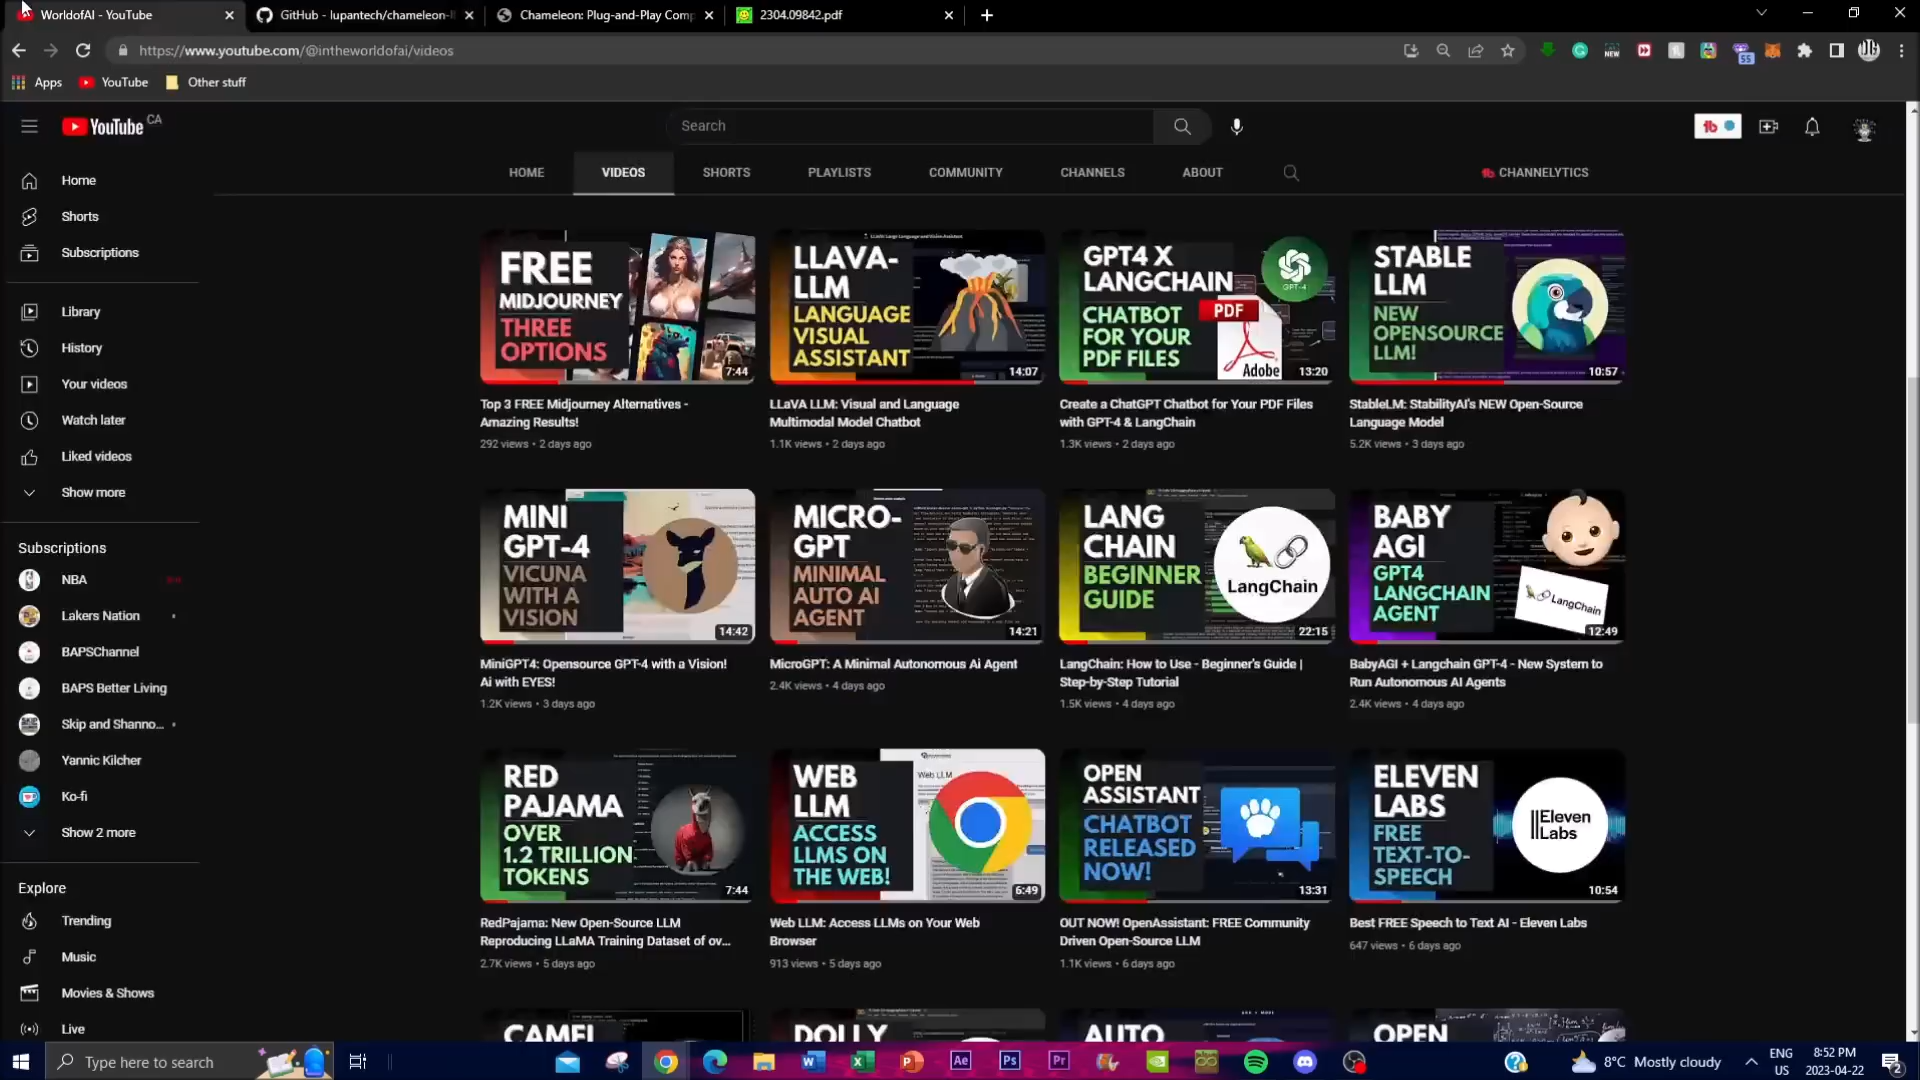 WorldofAI - YouTube
GitHub - lupantech/chameleon-l
Chameleon: Plug-and-Play Comp
2304.09842.pdf
https://www.youtube.com/@intheworldofai/videos
Apps
YouTube
Other stuff
YouTube CA
Search
HOME
VIDEOS
SHORTS
PLAYLISTS
COMMUNITY
CHANNELS
ABOUT
CHANNELYTICS
Home
Shorts
Subscriptions
Library
History
Your videos
Watch later
Liked videos
Show more
Subscriptions
NBA
Lakers Nation
BAPSChannel
BAPS Better Living
Skip and Shanno...
Yannic Kilcher
Ko-fi
Show 2 more
Explore
Trending
Music
Movies & Shows
Live
FREE
MIDJOURNEY
THREE
OPTIONS
7:44
Top 3 FREE Midjourney Alternatives -
Amazing Results!
292 views • 2 days ago
LLAVA-
LLM
LANGUAGE
VISUAL
ASSISTANT
14:07
LLaVA LLM: Visual and Language
Multimodal Model Chatbot
1.1K views • 2 days ago
GPT4 X
LANGCHAIN
CHATBOT
FOR YOUR
PDF FILES
GPT-4
PDF
Adobe
13:20
Create a ChatGPT Chatbot for Your PDF Files
with GPT-4 & LangChain
1.3K views • 2 days ago
STABLE
LLM
NEW
OPENSOURCE
LLM!
10:57
StableLM: StabilityAI's NEW Open-Source
Language Model
5.2K views • 3 days ago
MINI
GPT-4
VICUNA
WITH A
VISION
14:42
MiniGPT4: Opensource GPT-4 with a Vision!
Ai with EYES!
1.2K views • 3 days ago
MICRO-
GPT
MINIMAL
AUTO AI
AGENT
14:21
MicroGPT: A Minimal Autonomous Ai Agent
2.4K views • 4 days ago
LANG
CHAIN
BEGINNER
GUIDE
LangChain
22:15
LangChain: How to Use - Beginner's Guide |
Step-by-Step Tutorial
1.5K views • 4 days ago
BABY
AGI
GPT4
LANGCHAIN
AGENT
LangChain
12:49
BabyAGI + Langchain GPT-4 - New System to
Run Autonomous AI Agents
2.4K views • 4 days ago
RED
PAJAMA
OVER
1.2 TRILLION
TOKENS
7:44
RedPajama: New Open-Source LLM
Reproducing LLaMA Training Dataset of ov...
2.7K views • 5 days ago
WEB
LLM
ACCESS
LLMS ON
THE WEB!
Web LLM
6:49
Web LLM: Access LLMs on Your Web
Browser
913 views • 5 days ago
OPEN
ASSISTANT
CHATBOT
RELEASED
NOW!
13:31
OUT NOW! OpenAssistant: FREE Community
Driven Open-Source LLM
1.1K views • 6 days ago
ELEVEN
LABS
FREE
TEXT-TO-
SPEECH
IIEleven
Labs
10:54
Best FREE Speech to Text AI - Eleven Labs
647 views • 6 days ago
CAMEL
DOLLY
AUTO
OPEN
Type here to search
Ae
Ps
Pr
8°C Mostly cloudy
ENG
US
8:52 PM
2023-04-22
2